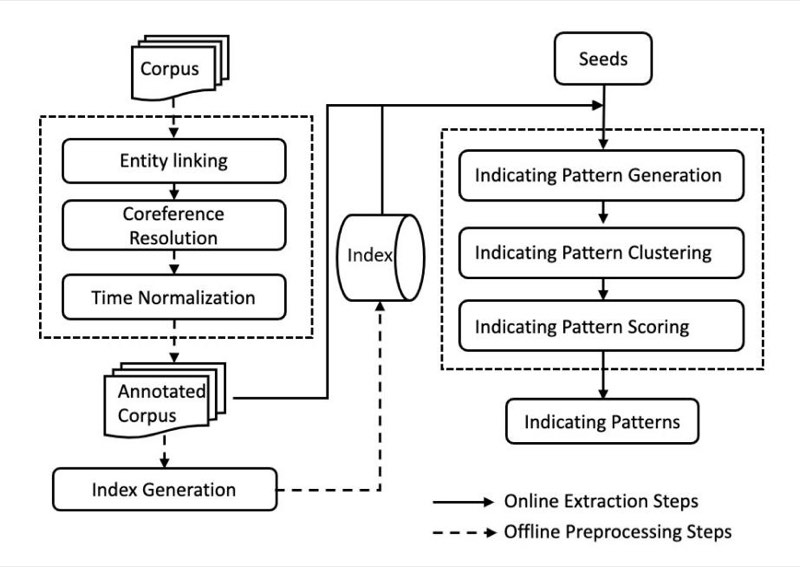 Corpus
Entity linking
Coreference
Resolution
Time Normalization
Annotated
Corpus
Index Generation
Index
Seeds
Indicating Pattern Generation
Indicating Pattern Clustering
Indicating Pattern Scoring
Indicating Patterns
Online Extraction Steps
Offline Preprocessing Steps